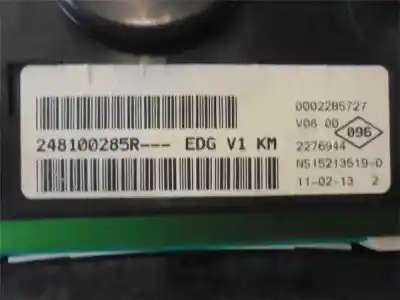 0002285727
V06 00
096
248100285R--- EDG V1 KM
2276944
NS15213519-0
11-02-13 2